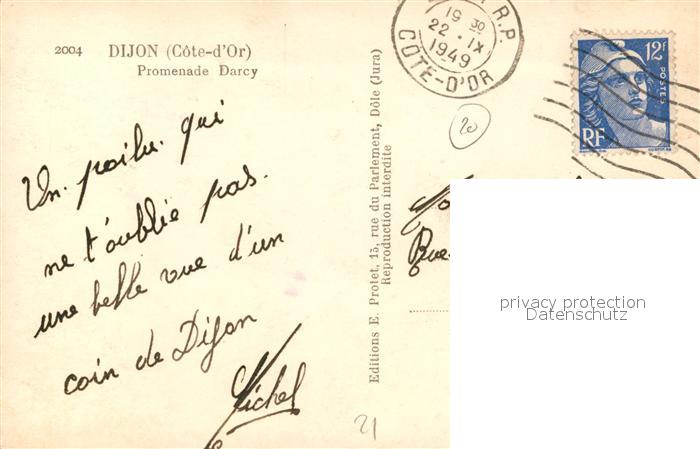 2004 DIJON (Côte-d'Or)
Promenade Darcy
Un poilu qui
ne t'oublie pas.
une belle vue d'un
coin de Dijon
Michel
21
Editions E. Protet, 15, rue du Parlement, Dôle (Jura)
Reproduction interdite
R.P.
19 30
22 · IX
1949
CÔTE-D'OR
20
12F
POSTES
RF
Rue
privacy protection
Datenschutz